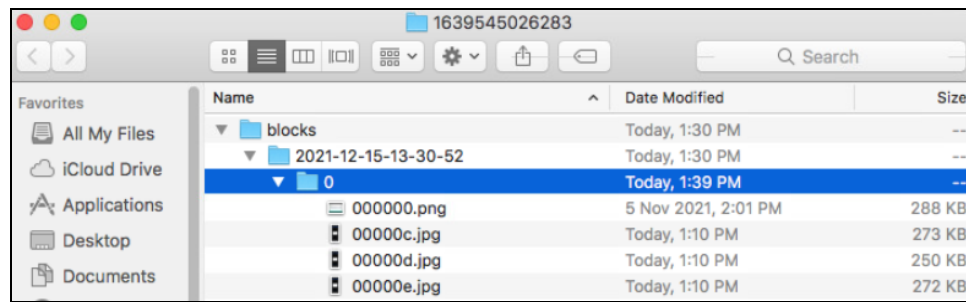 1639545026283
Search
Favorites
All My Files
iCloud Drive
Applications
Desktop
Documents
Name Date Modified Size
blocks Today, 1:30 PM --
2021-12-15-13-30-52 Today, 1:30 PM --
0 Today, 1:39 PM --
000000.png 5 Nov 2021, 2:01 PM 288 KB
00000c.jpg Today, 1:10 PM 273 KB
00000d.jpg Today, 1:10 PM 250 KB
00000e.jpg Today, 1:10 PM 272 KB